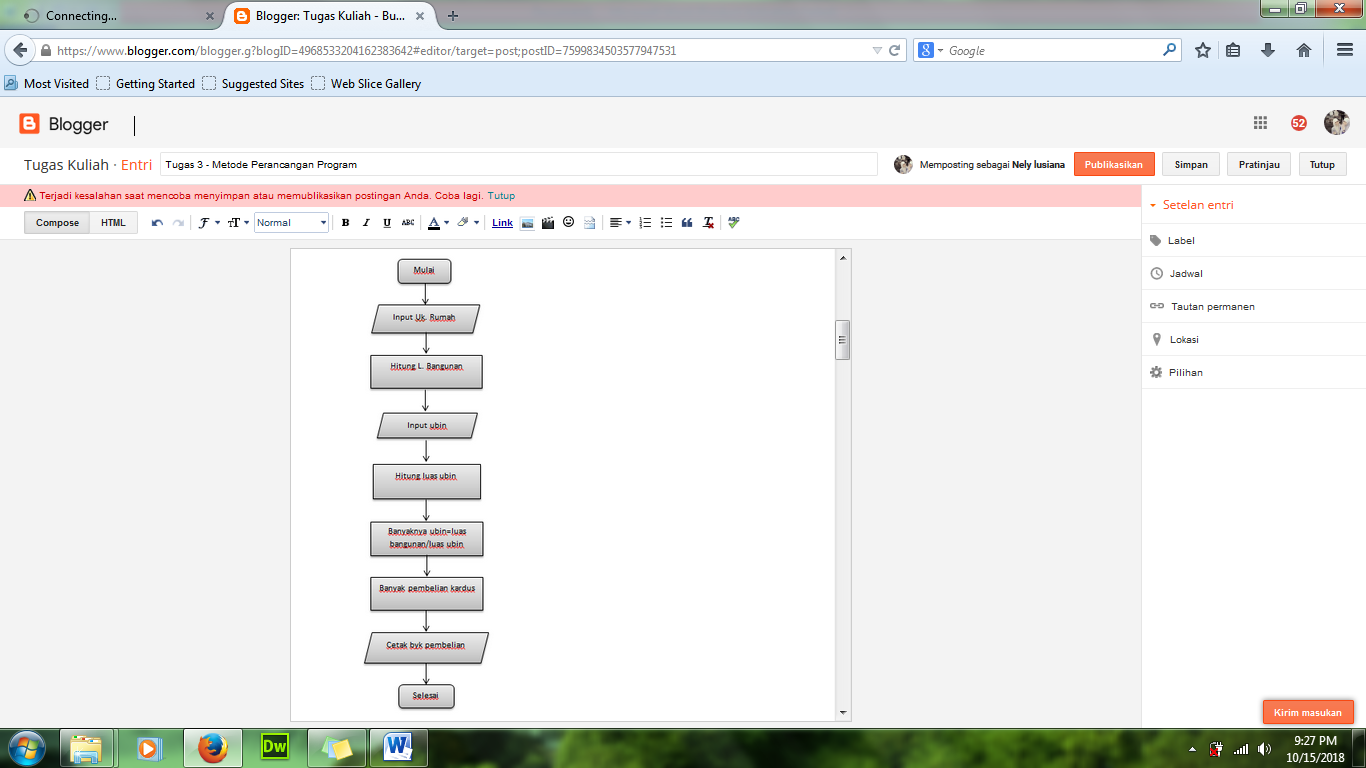 Connecting...
Blogger: Tugas Kuliah - Bu...
https://www.blogger.com/blogger.g?blogID=4968533204162383642#editor/target=post;postID=7599834503577947531
Google
Most Visited
Getting Started
Suggested Sites
Web Slice Gallery
Blogger
52
Tugas Kuliah · Entri
Tugas 3 - Metode Perancangan Program
Memposting sebagai Nely lusiana
Publikasikan
Simpan
Pratinjau
Tutup
Terjadi kesalahan saat mencoba menyimpan atau memublikasikan postingan Anda. Coba lagi. Tutup
Compose
HTML
Normal
B
I
U
ABC
A
Link
Setelan entri
Label
Jadwal
Tautan permanen
Lokasi
Pilihan
Mulai
Input Uk. Rumah
Hitung L. Bangunan
Input ubin
Hitung luas ubin
Banyaknya ubin=luas
bangunan/luas ubin
Banyak pembelian kardus
Cetak byk pembelian
Selesai
Kirim masukan
Dw
W
9:27 PM
10/15/2018